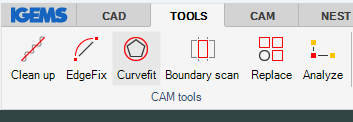 IGEMS CAD TOOLS CAM NEST
Clean up EdgeFix Curvefit Boundary scan Replace Analyze
CAM tools